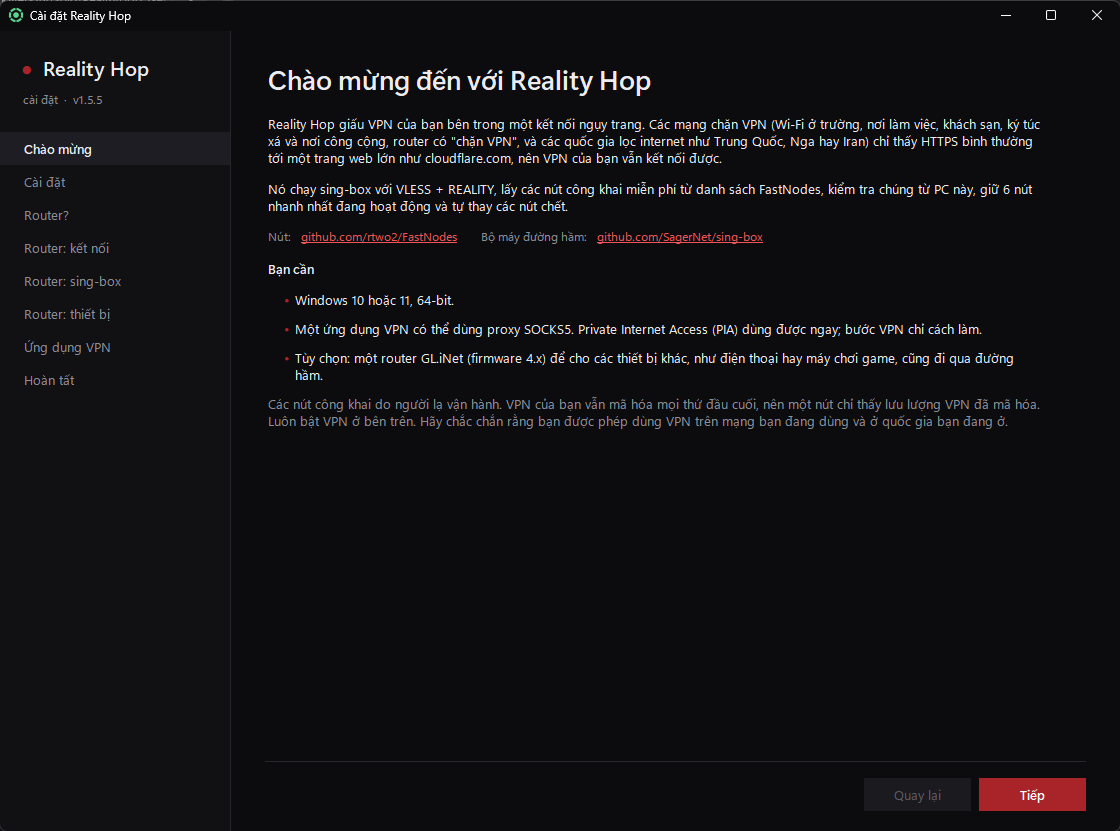 Cài đặt Reality Hop
Reality Hop
cài đặt · v1.5.5
Chào mừng
Cài đặt
Router?
Router: kết nối
Router: sing-box
Router: thiết bị
Ứng dụng VPN
Hoàn tất
Chào mừng đến với Reality Hop
Reality Hop giấu VPN của bạn bên trong một kết nối ngụy trang. Các mạng chặn VPN (Wi-Fi ở trường, nơi làm việc, khách sạn, ký túc
xá và nơi công cộng, router có "chặn VPN", và các quốc gia lọc internet như Trung Quốc, Nga hay Iran) chỉ thấy HTTPS bình thường
tới một trang web lớn như cloudflare.com, nên VPN của bạn vẫn kết nối được.
Nó chạy sing-box với VLESS + REALITY, lấy các nút công khai miễn phí từ danh sách FastNodes, kiểm tra chúng từ PC này, giữ 6 nút
nhanh nhất đang hoạt động và tự thay các nút chết.
Nút: github.com/rtwo2/FastNodes Bộ máy đường hầm: github.com/SagerNet/sing-box
Bạn cần
• Windows 10 hoặc 11, 64-bit.
• Một ứng dụng VPN có thể dùng proxy SOCKS5. Private Internet Access (PIA) dùng được ngay; bước VPN chỉ cách làm.
• Tùy chọn: một router GL.iNet (firmware 4.x) để cho các thiết bị khác, như điện thoại hay máy chơi game, cũng đi qua đường
hầm.
Các nút công khai do người lạ vận hành. VPN của bạn vẫn mã hóa mọi thứ đầu cuối, nên một nút chỉ thấy lưu lượng VPN đã mã hóa.
Luôn bật VPN ở bên trên. Hãy chắc chắn rằng bạn được phép dùng VPN trên mạng bạn đang dùng và ở quốc gia bạn đang ở.
Quay lại
Tiếp